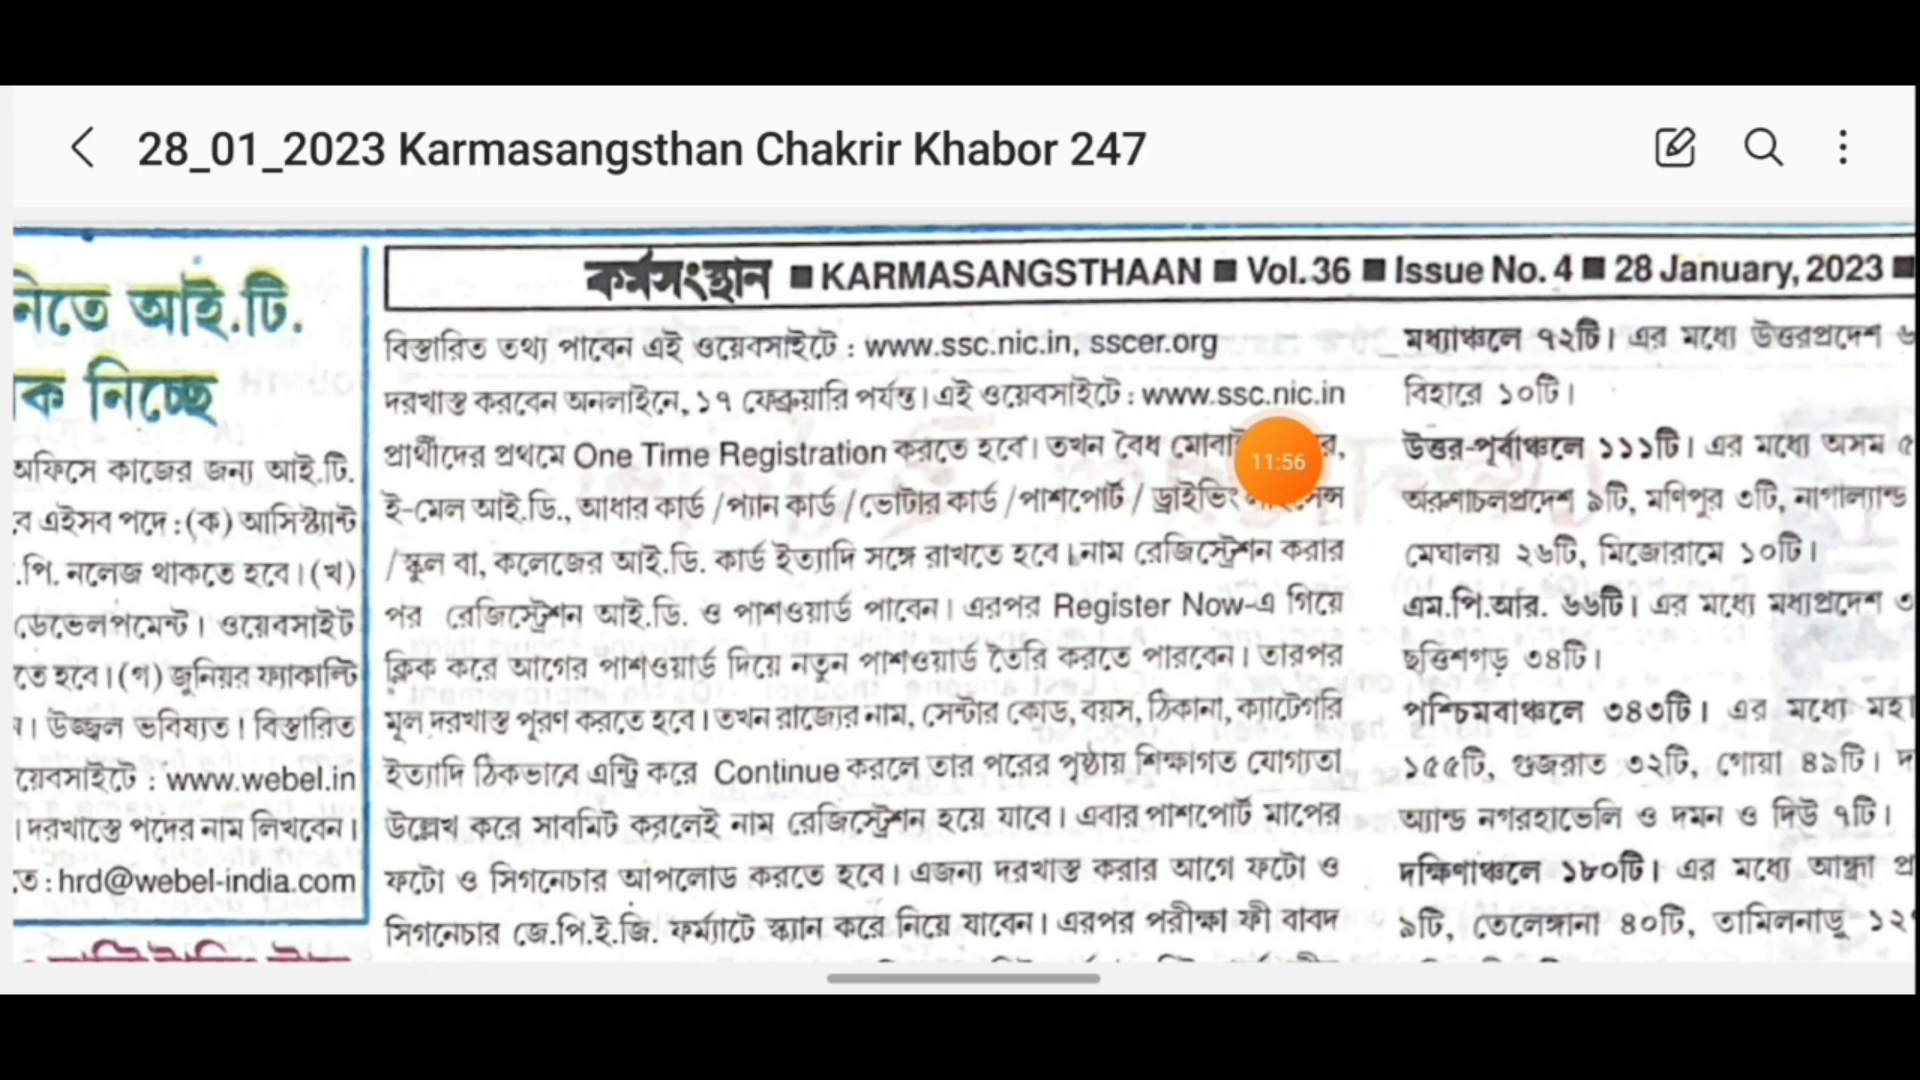 28_01_2023 Karmasangsthan Chakrir Khabor 247
নিতে আই.টি.
ক নিচ্ছে
অফিসে কাজের জন্য আই.টি.
এইসব পদে : (ক) আসিস্ট্যান্ট
.পি. নলেজ থাকতে হবে। (খ)
ডেভেলপমেন্ট। ওয়েবসাইট
তে হবে। (গ) জুনিয়র ফ্যাকাল্টি
। উজ্জ্বল ভবিষ্যত। বিস্তারিত
য়েবসাইটে : www.webel.in
। দরখাস্তে পদের নাম লিখবেন।
: hrd@webel-india.com
কর্মসংস্থান ■ KARMASANGSTHAAN ■ Vol. 36 ■ Issue No. 4 ■ 28 January, 2023 ■
বিস্তারিত তথ্য পাবেন এই ওয়েবসাইটে : www.ssc.nic.in, sscer.org
দরখাস্ত করবেন অনলাইনে, ১৭ ফেব্রুয়ারি পর্যন্ত। এই ওয়েবসাইটে : www.ssc.nic.in
প্রার্থীদের প্রথমে One Time Registration করতে হবে। তখন বৈধ
11:56
ই-মেল আই.ডি., আধার কার্ড /প্যান কার্ড /ভোটার কার্ড /পাশপোর্ট / ড্রাইভিং
/স্কুল বা, কলেজের আই.ডি. কার্ড ইত্যাদি সঙ্গে রাখতে হবে। নাম রেজিস্ট্রেশন করার
পর রেজিস্ট্রেশন আই.ডি. ও পাশওয়ার্ড পাবেন। এরপর Register Now-এ গিয়ে
ক্লিক করে আগের পাশওয়ার্ড দিয়ে নতুন পাশওয়ার্ড তৈরি করতে পারবেন। তারপর
মূল দরখাস্ত পূরণ করতে হবে। তখন রাজ্যের নাম, সেন্টার কোড, বয়স, ঠিকানা, ক্যাটেগরি
ইত্যাদি ঠিকভাবে এন্ট্রি করে Continue করলে তার পরের পৃষ্ঠায় শিক্ষাগত যোগ্যতা
উল্লেখ করে সাবমিট করলেই নাম রেজিস্ট্রেশন হয়ে যাবে। এবার পাশপোর্ট মাপের
ফটো ও সিগনেচার আপলোড করতে হবে। এজন্য দরখাস্ত করার আগে ফটো ও
সিগনেচার জে.পি.ই.জি. ফর্ম্যাটে স্ক্যান করে নিয়ে যাবেন। এরপর পরীক্ষা ফী বাবদ
মধ্যাঞ্চলে ৭২টি। এর মধ্যে উত্তরপ্রদেশ
বিহারে ১০টি।
উত্তর-পূর্বাঞ্চলে ১১১টি। এর মধ্যে অসম
অরুণাচলপ্রদেশ ৯টি, মণিপুর ৩টি, নাগাল্যান্ড
মেঘালয় ২৬টি, মিজোরামে ১০টি।
এম.পি.আর. ৬৬টি। এর মধ্যে মধ্যপ্রদেশ
ছত্তিশগড় ৩৪টি।
পশ্চিমবাঞ্চলে ৩৪৩টি। এর মধ্যে মহা
১৫৫টি, গুজরাত ৩২টি, গোয়া ৪৯টি।
অ্যান্ড নগরহাভেলি ও দমন ও দিউ ৭টি।
দক্ষিণাঞ্চলে ১৮০টি। এর মধ্যে আন্ধ্রা প্র
৯টি, তেলেঙ্গানা ৪০টি, তামিলনাড়ু